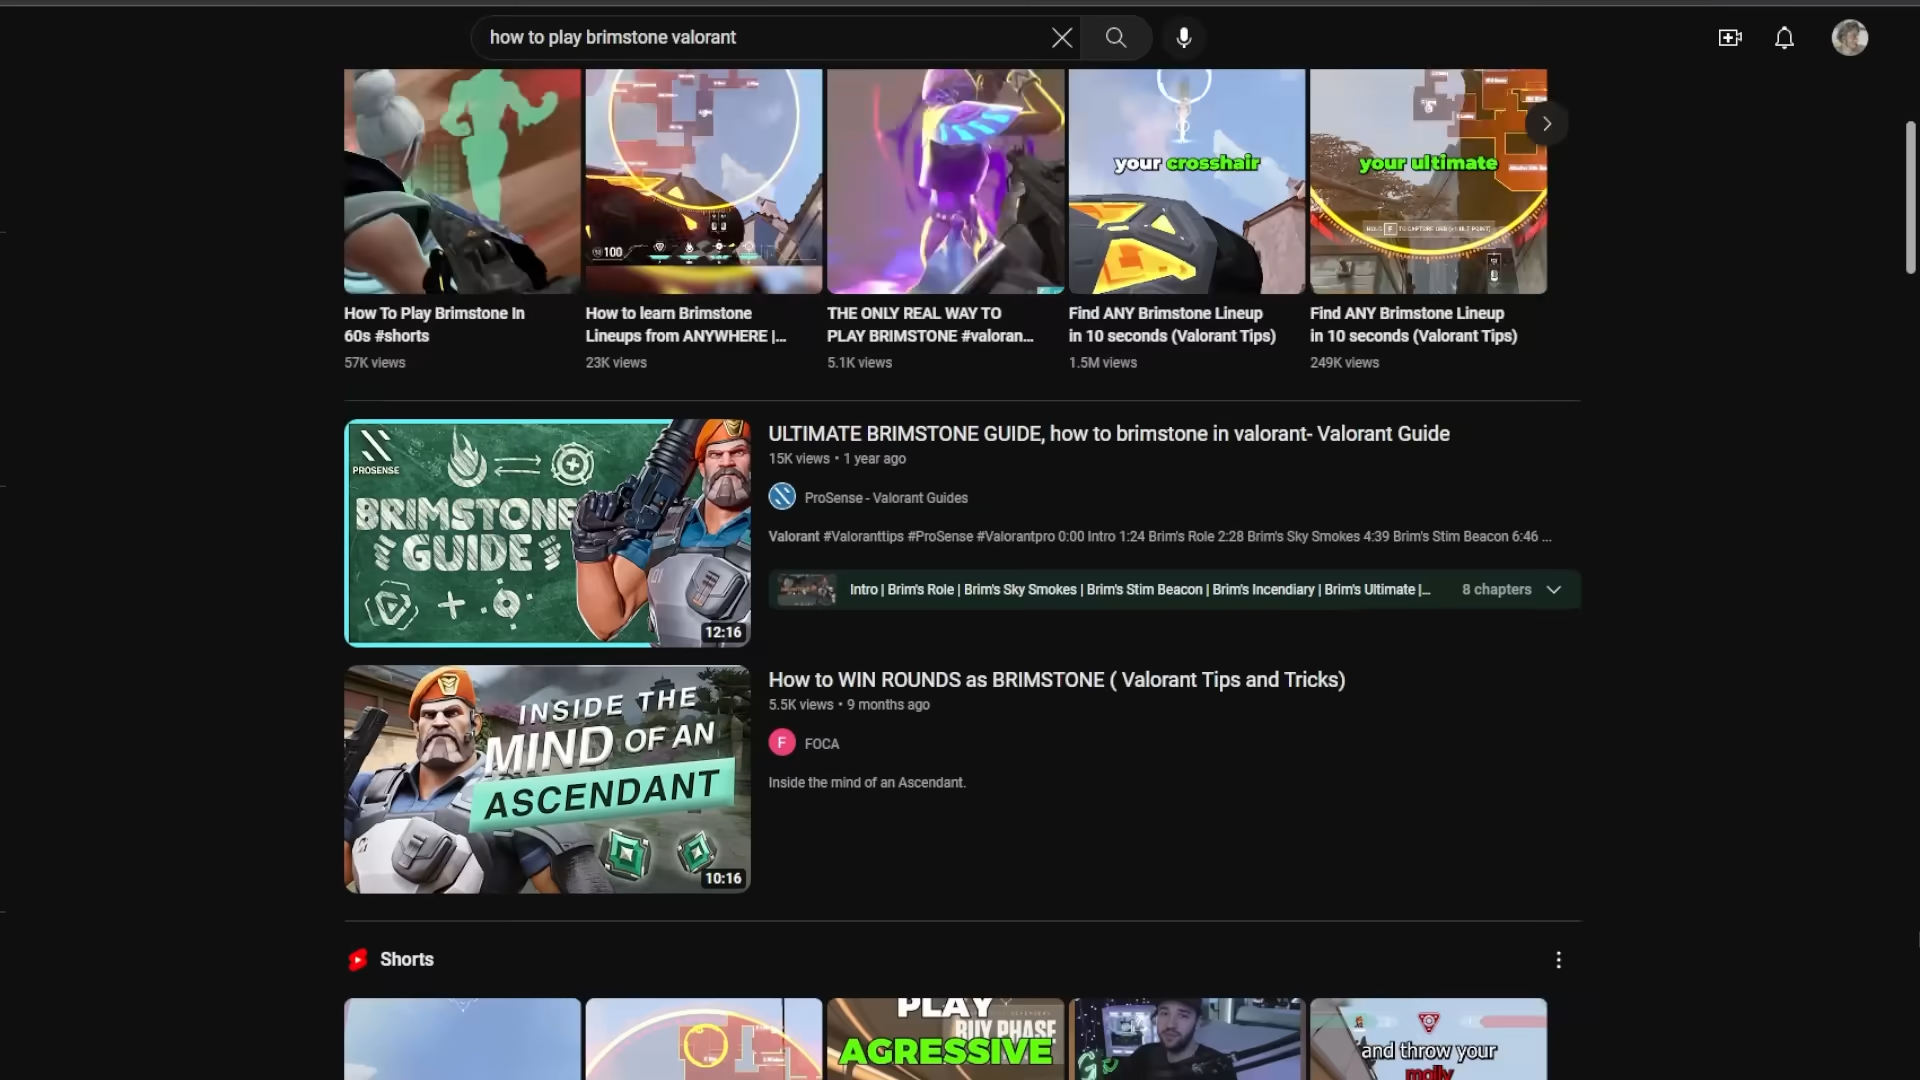 how to play brimstone valorant
your crosshair
your ultimate
100
HOLD F TO CAPTURE ORB (+1 ULT POINT)
How To Play Brimstone In
60s #shorts
57K views
How to learn Brimstone
Lineups from ANYWHERE |...
23K views
THE ONLY REAL WAY TO
PLAY BRIMSTONE #valoran...
5.1K views
Find ANY Brimstone Lineup
in 10 seconds (Valorant Tips)
1.5M views
Find ANY Brimstone Lineup
in 10 seconds (Valorant Tips)
249K views
PROSENSE
BRIMSTONE
GUIDE
12:16
ULTIMATE BRIMSTONE GUIDE, how to brimstone in valorant- Valorant Guide
15K views • 1 year ago
ProSense - Valorant Guides
Valorant #Valoranttips #ProSense #Valorantpro 0:00 Intro 1:24 Brim's Role 2:28 Brim's Sky Smokes 4:39 Brim's Stim Beacon 6:46 ...
Intro | Brim's Role | Brim's Sky Smokes | Brim's Stim Beacon | Brim's Incendiary | Brim's Ultimate |...
8 chapters
INSIDE THE
MIND OF AN
ASCENDANT
10:16
How to WIN ROUNDS as BRIMSTONE ( Valorant Tips and Tricks)
5.5K views • 9 months ago
F
FOCA
Inside the mind of an Ascendant.
Shorts
PLAY
BUY PHASE
AGRESSIVE
and throw your
molly